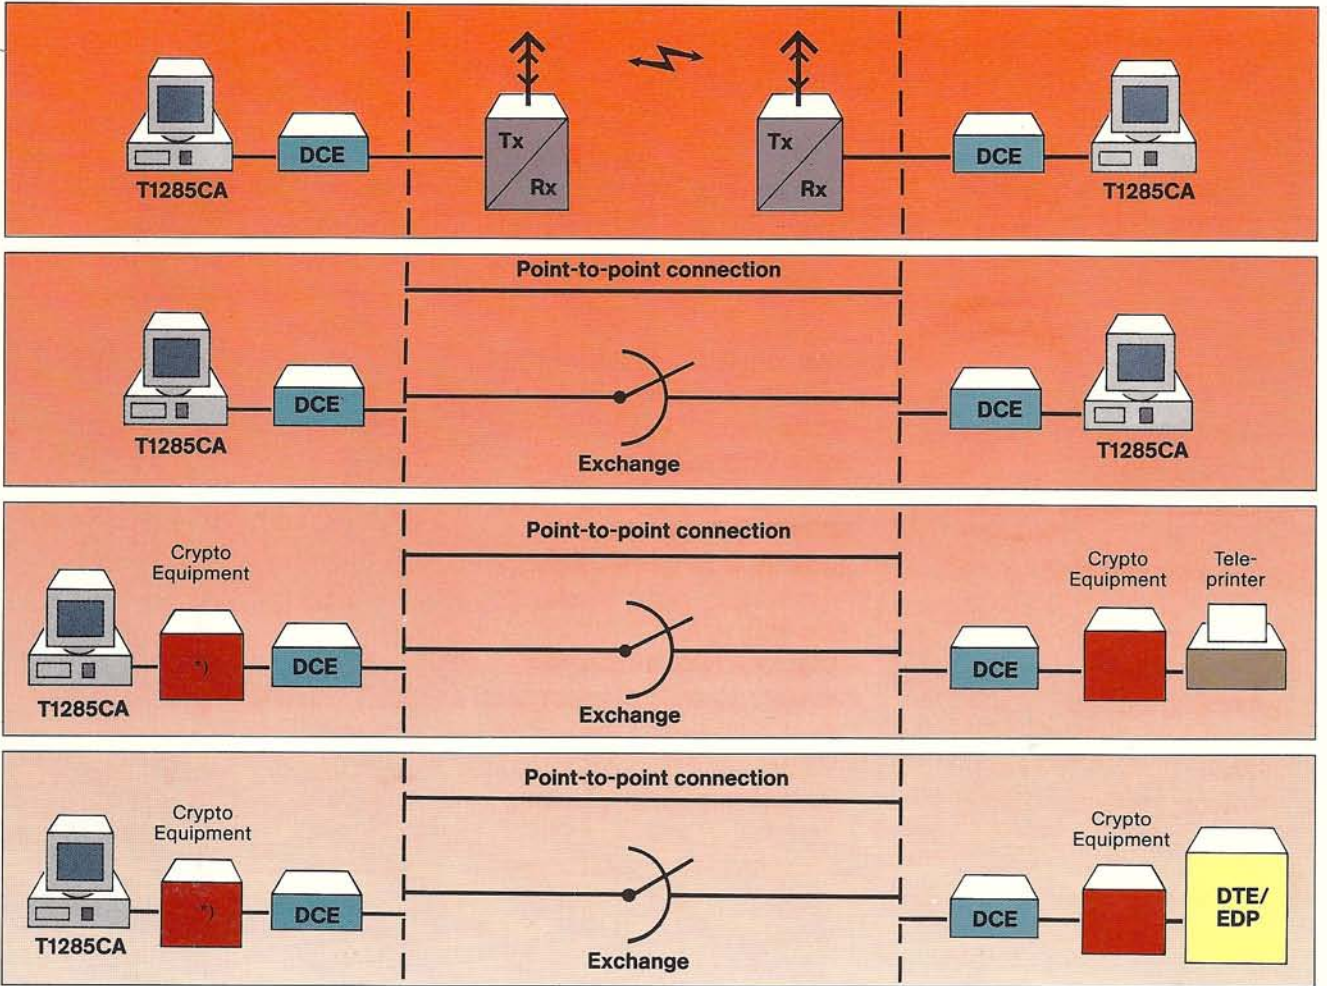 Tx
Tx
DCE
DCE
Rx
Rx
T1285CA
T1285CA
Point-to-point connection
DCE
DCE
T1285CA
T1285CA
Exchange
Point-to-point connection
Crypto
Equipment
Crypto
Equipment
Tele-
printer
*)
DCE
DCE
T1285CA
Exchange
Point-to-point connection
Crypto
Equipment
Crypto
Equipment
DTE/
EDP
*)
DCE
DCE
T1285CA
Exchange